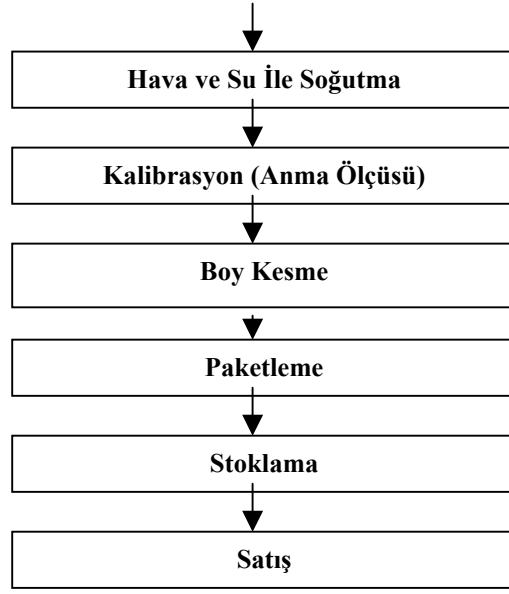 Hava ve Su İle Soğutma
Kalibrasyon (Anma Ölçüsü)
Boy Kesme
Paketleme
Stoklama
Satış